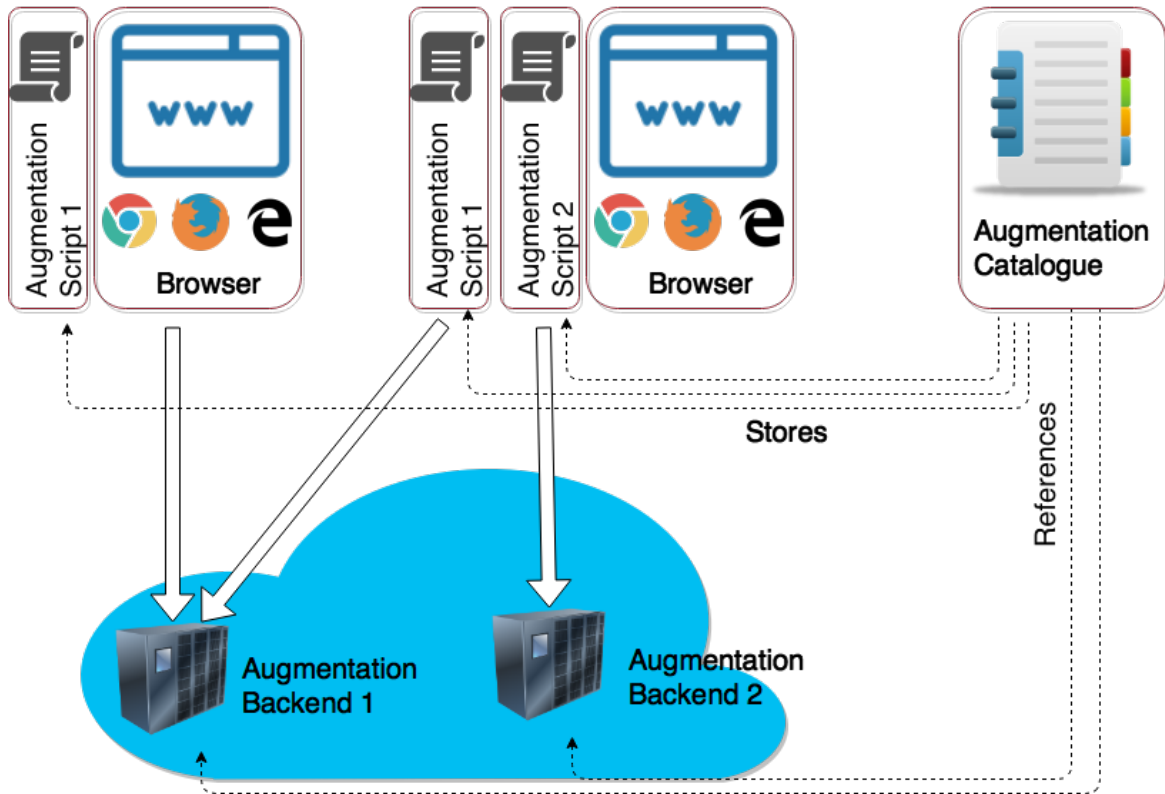 Augmentation
Script 1
www
Browser
Augmentation
Script 1
Augmentation
Script 2
www
Browser
Augmentation
Catalogue
Stores
References
Augmentation
Backend 1
Augmentation
Backend 2